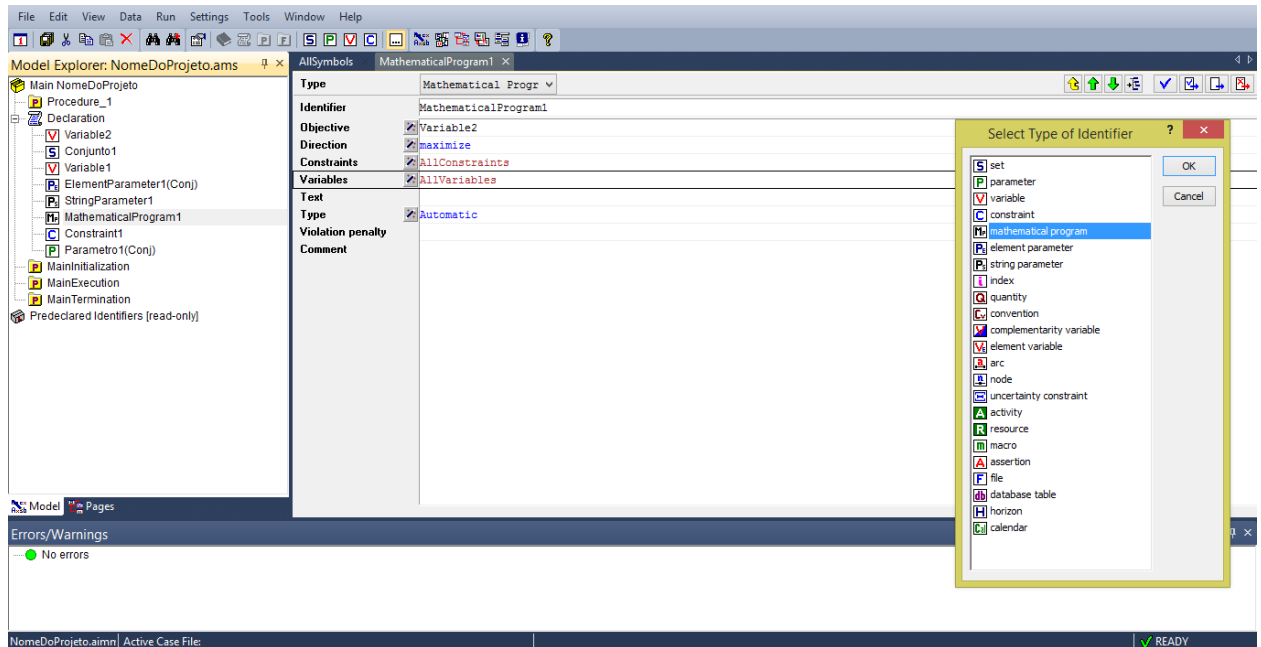 File Edit View Data Run Settings Tools Window Help
Model Explorer: NomeDoProjeto.ams
Main NomeDoProjeto
Procedure_1
Declaration
Variable2
Conjunto1
Variable1
ElementParameter1(Conj)
StringParameter1
MathematicalProgram1
Constraint1
Parametro1(Conj)
MainInitialization
MainExecution
MainTermination
Predeclared Identifiers [read-only]
Model Pages
AllSymbols MathematicalProgram1
Type Mathematical Progr
Identifier MathematicalProgram1
Objective Variable2
Direction maximize
Constraints AllConstraints
Variables AllVariables
Text
Type Automatic
Violation penalty
Comment
Select Type of Identifier ?
set
parameter
variable
constraint
mathematical program
element parameter
string parameter
index
quantity
convention
complementarity variable
element variable
arc
node
uncertainty constraint
activity
resource
macro
assertion
file
database table
horizon
calendar
OK
Cancel
Errors/Warnings
No errors
NomeDoProjeto.aimn Active Case File:
READY